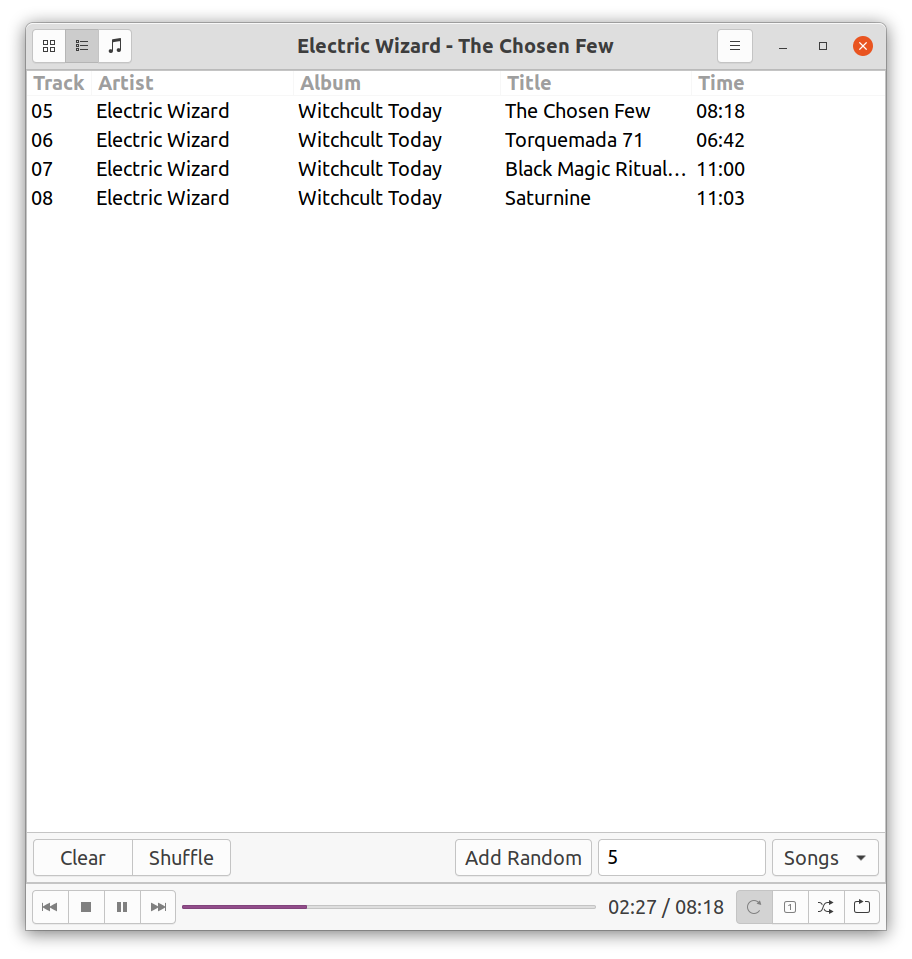 Electric Wizard - The Chosen Few
Track Artist Album Title Time
05 Electric Wizard Witchcult Today The Chosen Few 08:18
06 Electric Wizard Witchcult Today Torquemada 71 06:42
07 Electric Wizard Witchcult Today Black Magic Ritual… 11:00
08 Electric Wizard Witchcult Today Saturnine 11:03
Clear Shuffle Add Random 5 Songs
02:27 / 08:18 1